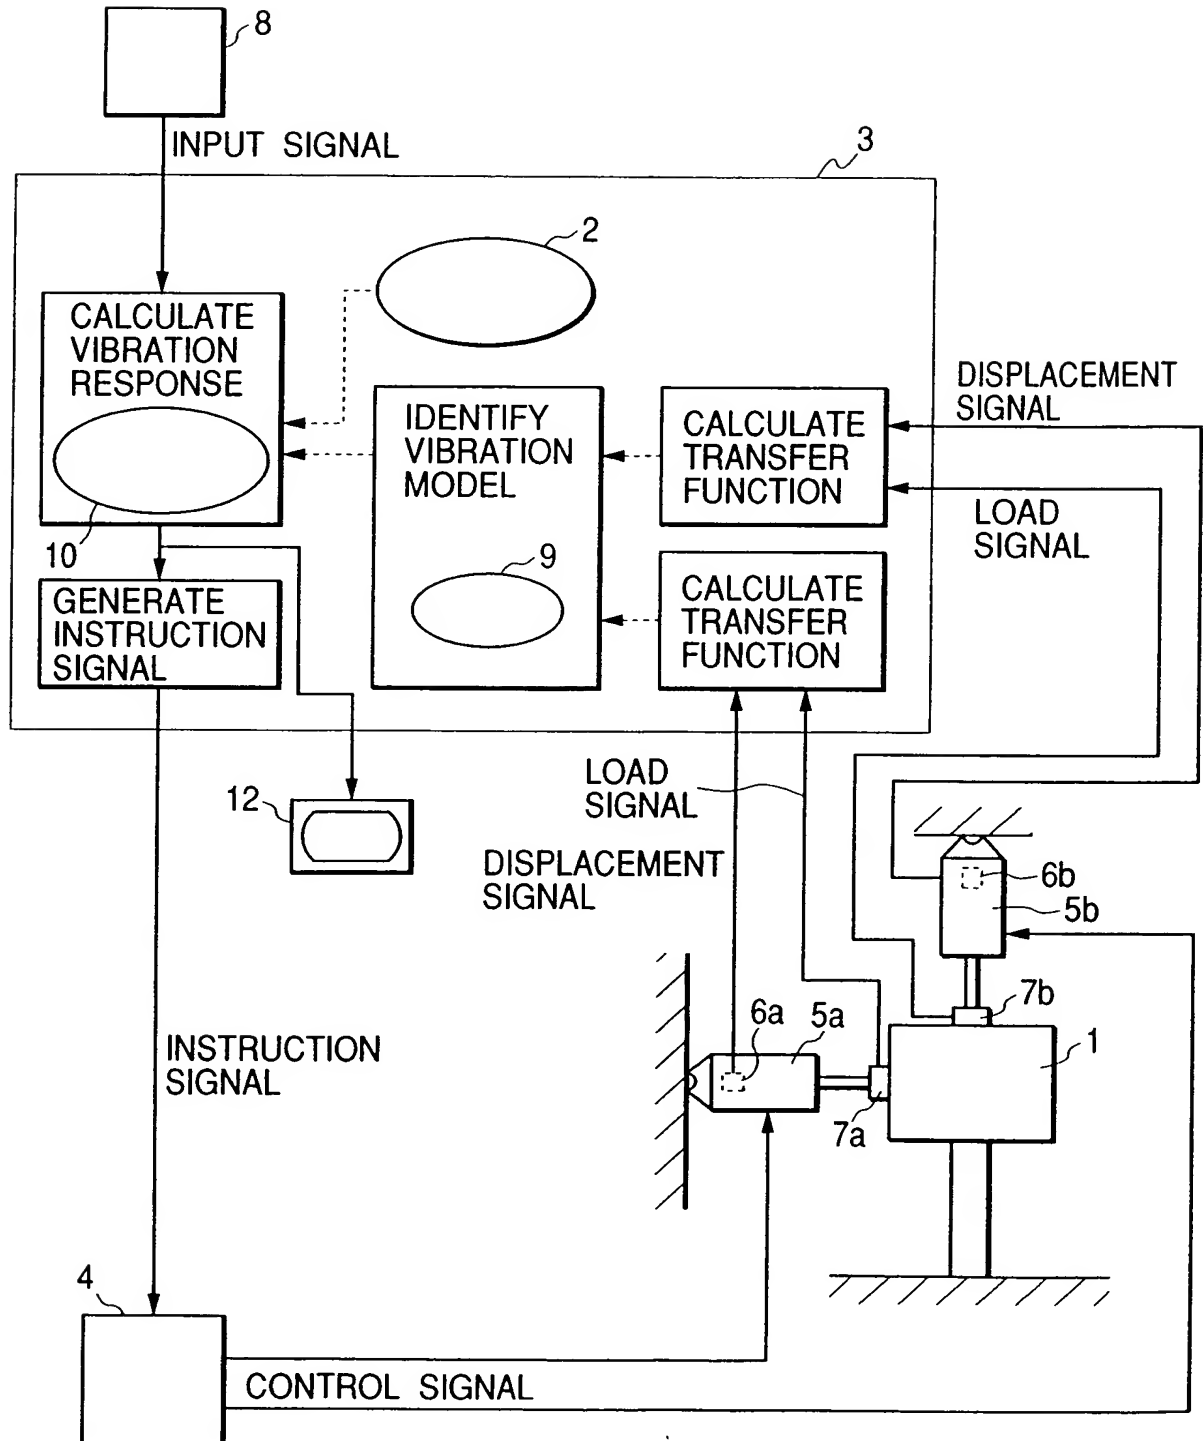 8
INPUT SIGNAL
3
2
CALCULATE
VIBRATION
RESPONSE
10
IDENTIFY
VIBRATION
MODEL
9
CALCULATE
TRANSFER
FUNCTION
CALCULATE
TRANSFER
FUNCTION
DISPLACEMENT
SIGNAL
LOAD
SIGNAL
GENERATE
INSTRUCTION
SIGNAL
12
LOAD
SIGNAL
DISPLACEMENT
SIGNAL
6b
5b
7b
6a
5a
1
7a
INSTRUCTION
SIGNAL
4
CONTROL SIGNAL